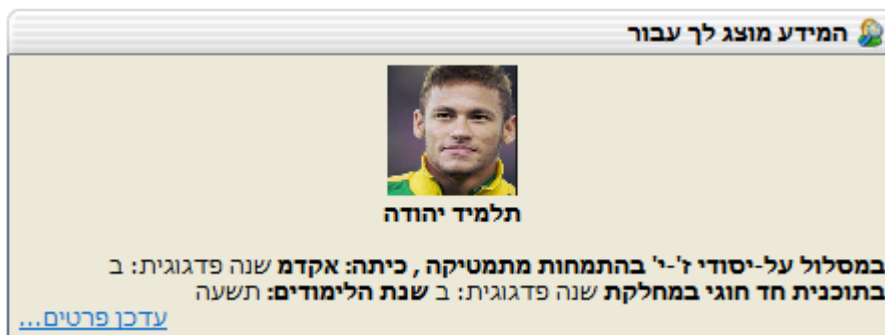 המידע מוצג לך עבור
תלמיד יהודה
במסלול על-יסודי ז'-י' בהתמחות מתמטיקה , כיתה: אקדמ שנה פדגוגית: ב
בתוכנית חד חוגי במחלקת שנה פדגוגית: ב שנת הלימודים: תשעה
עדכן פרטים...